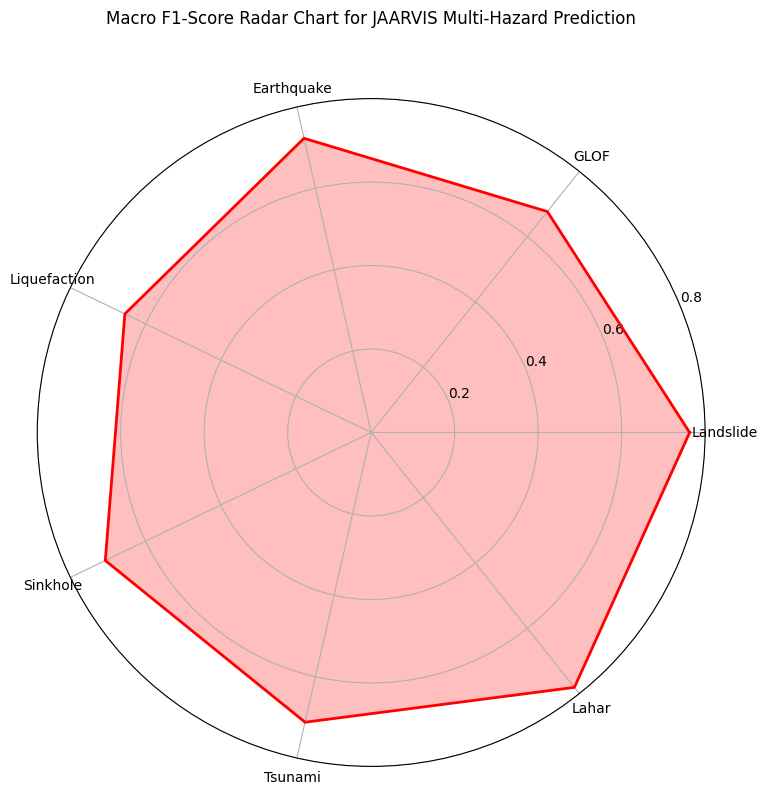 Macro F1-Score Radar Chart for JAARVIS Multi-Hazard Prediction
Earthquake
GLOF
Liquefaction
0.8
0.6
0.4
0.2
Landslide
Sinkhole
Lahar
Tsunami